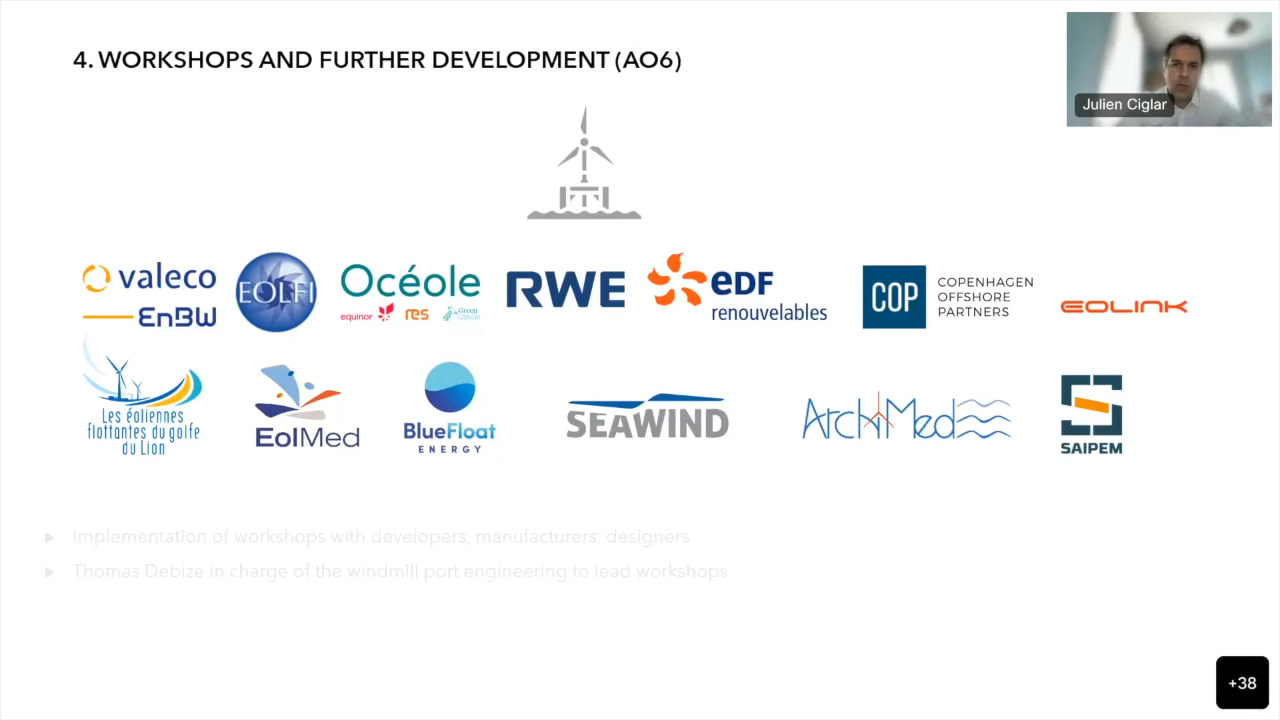 4. WORKSHOPS AND FURTHER DEVELOPMENT (AO6)
Julien Ciglar
valeco
EnBW
EOLFI
Océole
equinor
res
Green
Giraffe
RWE
eDF
renouvelables
COP
COPENHAGEN
OFFSHORE
PARTNERS
EOLINK
Les éoliennes
flottantes du golfe
du Lion
EolMed
BlueFloat
ENERGY
SEAWIND
ArchiMed
SAIPEM
Implementation of workshops with developers, manufacturers, designers
Thomas Debize in charge of the windmill port engineering to lead workshops
+38